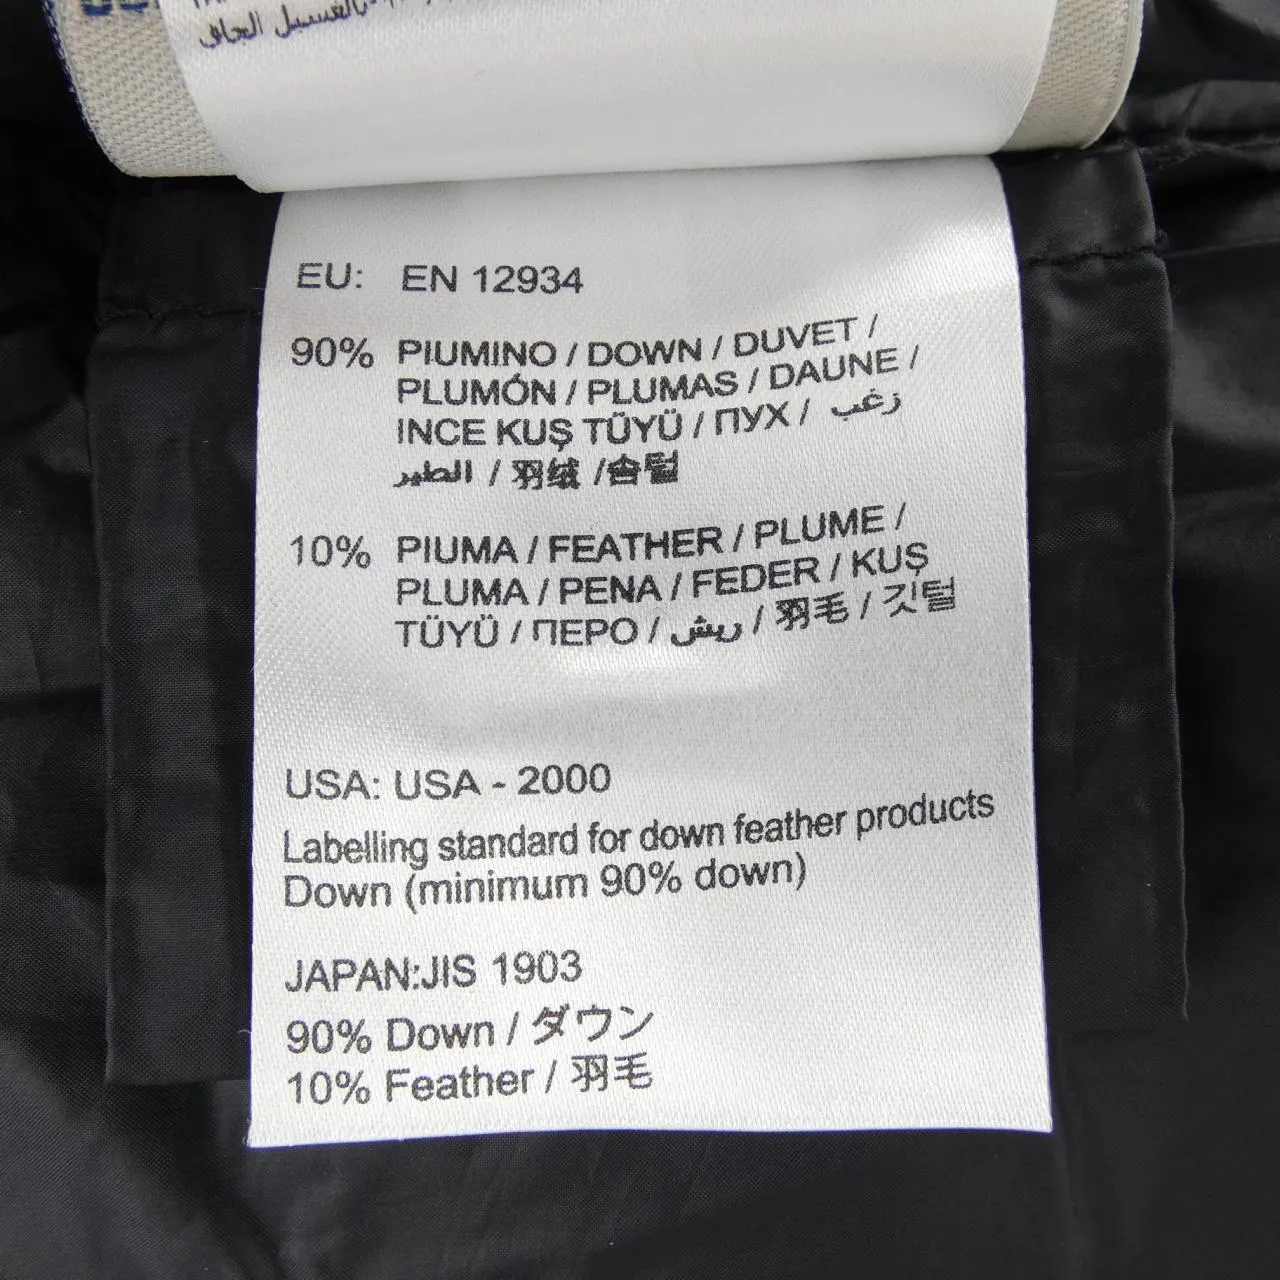 بالغسيل الجاف
EU: EN 12934
90% PIUMINO / DOWN / DUVET /
PLUMÓN / PLUMAS / DAUNE /
INCE KUŞ TÜYÜ / ПУХ / زغب
الطير / 羽绒 /솜털
10% PIUMA / FEATHER / PLUME /
PLUMA / PENA / FEDER / KUŞ
TÜYÜ / ПЕРО / ريش / 羽毛 / 깃털
USA: USA - 2000
Labelling standard for down feather products
Down (minimum 90% down)
JAPAN:JIS 1903
90% Down / ダウン
10% Feather / 羽毛